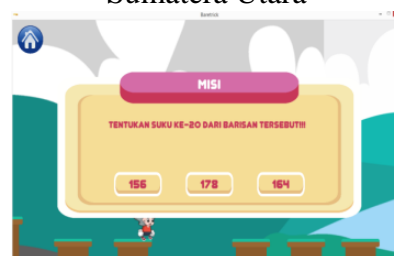 Sumatera Utara
MISI
TENTUKAN SUKU KE-20 DARI BARISAN TERSEBUT!!!
156 178 164